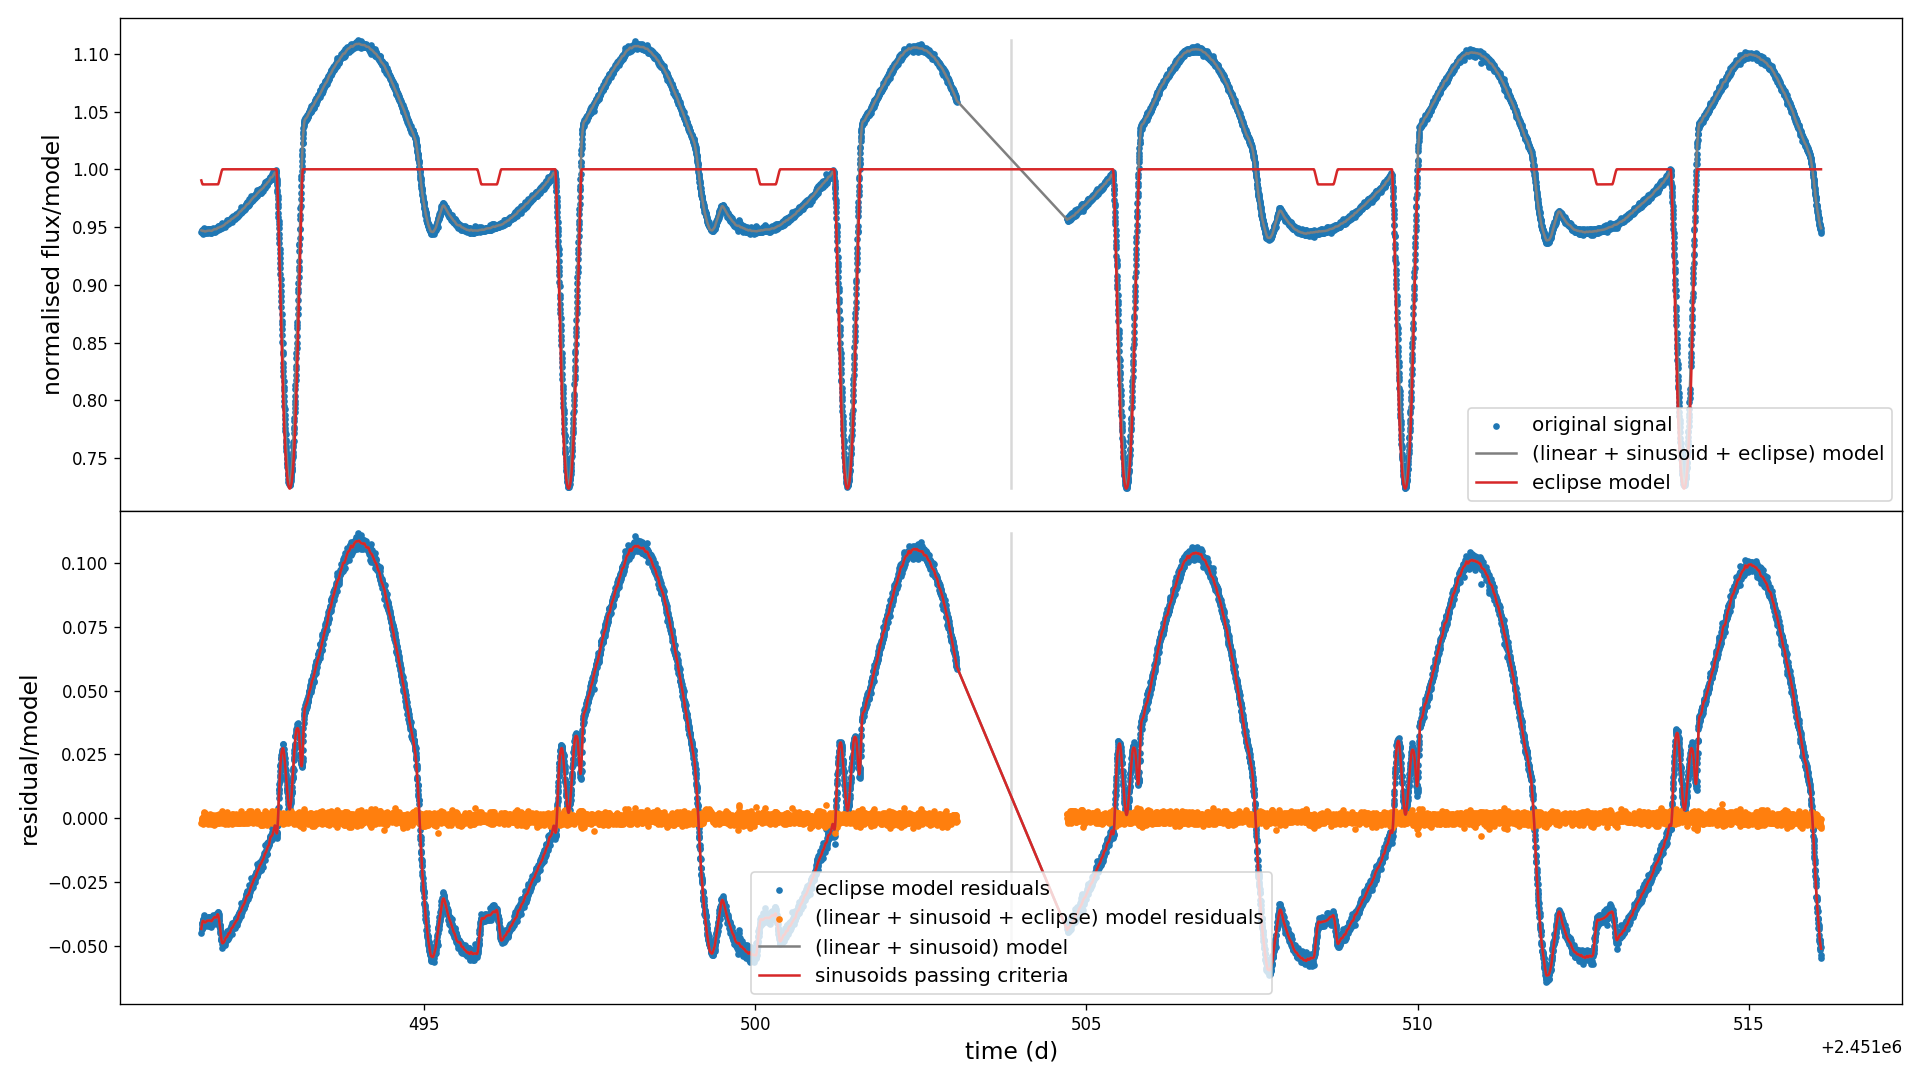 1.10
1.05
1.00
0.95
0.90
0.85
0.80
0.75
normalised flux/model
original signal
(linear + sinusoid + eclipse) model
eclipse model
0.100
0.075
0.050
0.025
0.000
−0.025
−0.050
residual/model
eclipse model residuals
(linear + sinusoid + eclipse) model residuals
(linear + sinusoid) model
sinusoids passing criteria
495
500
505
510
515
time (d)
+2.451e6